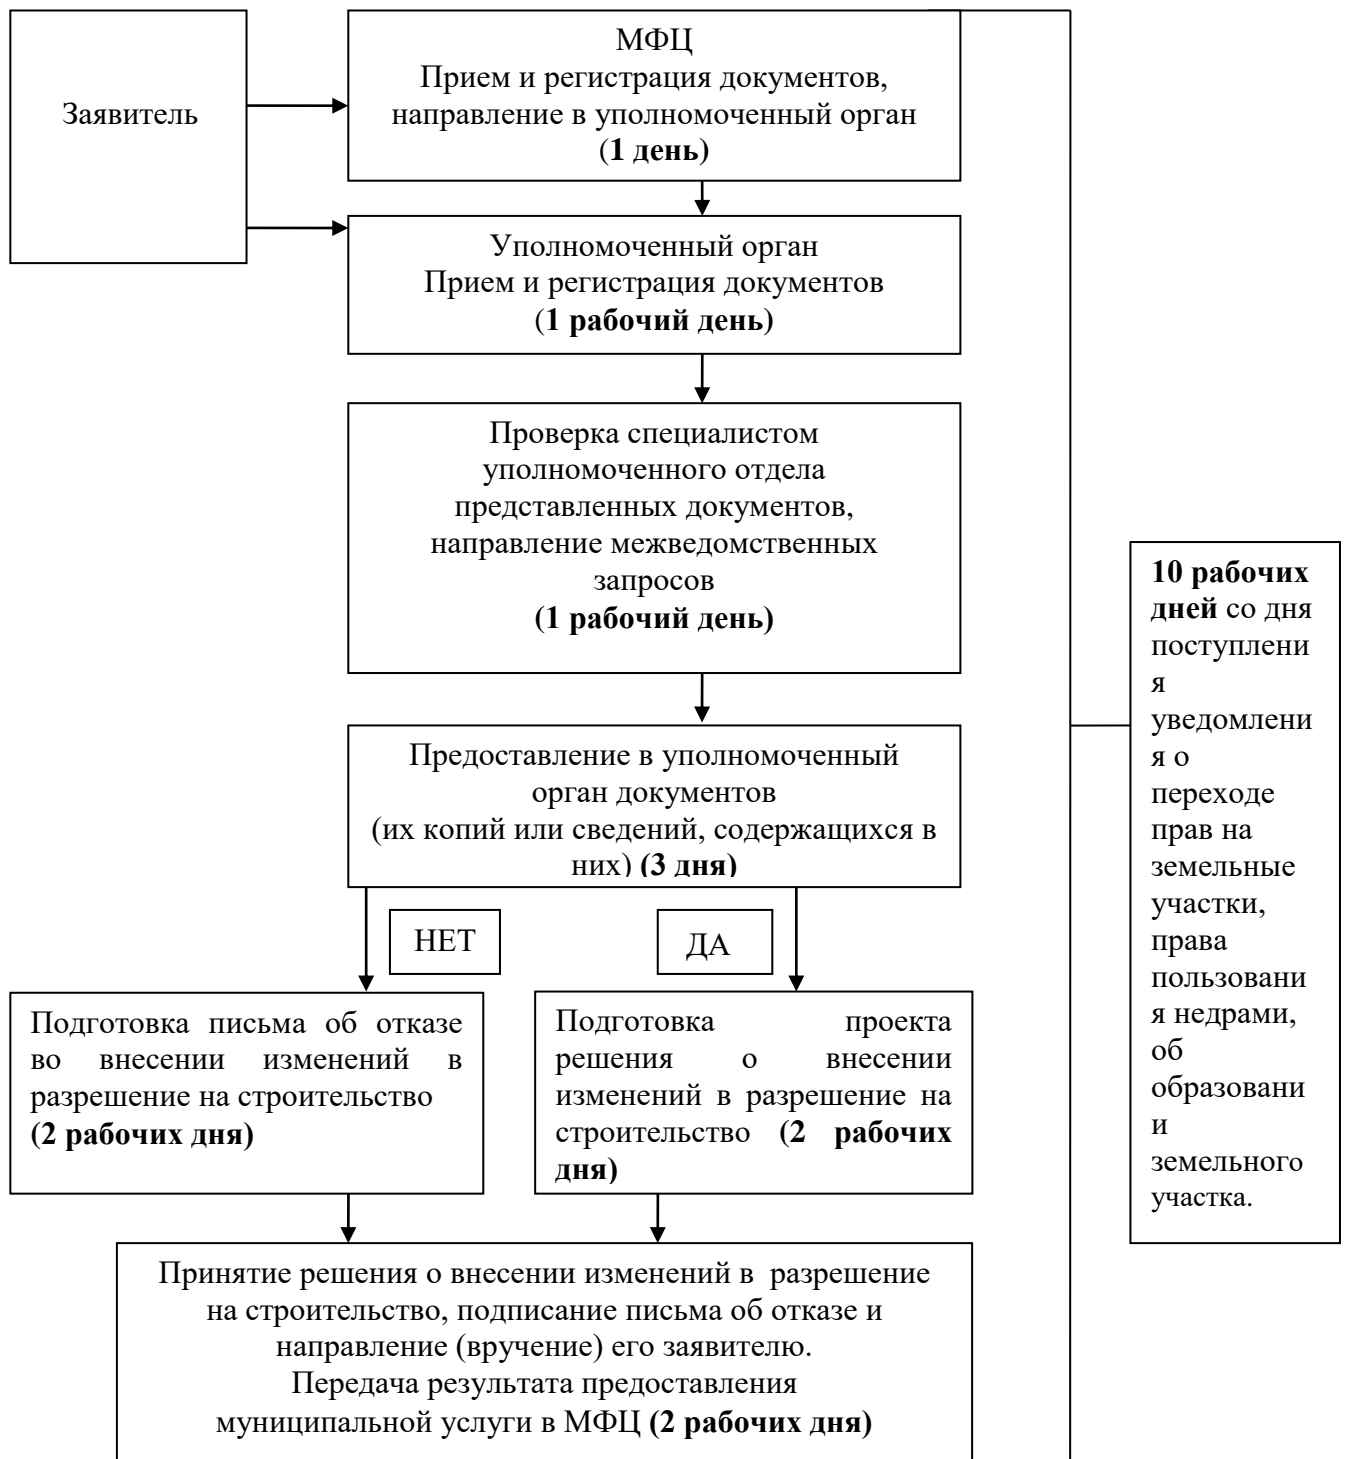 Заявитель
МФЦ
Прием и регистрация документов,
направление в уполномоченный орган
(1 день)
Уполномоченный орган
Прием и регистрация документов
(1 рабочий день)
Проверка специалистом
уполномоченного отдела
представленных документов,
направление межведомственных
запросов
(1 рабочий день)
Предоставление в уполномоченный
орган документов
(их копий или сведений, содержащихся в
них) (3 дня)
НЕТ
ДА
Подготовка письма об отказе
во внесении изменений в
разрешение на строительство
(2 рабочих дня)
Подготовка проекта
решения о внесении
изменений в разрешение на
строительство (2 рабочих
дня)
Принятие решения о внесении изменений в разрешение
на строительство, подписание письма об отказе и
направление (вручение) его заявителю.
Передача результата предоставления
муниципальной услуги в МФЦ (2 рабочих дня)
10 рабочих
дней со дня
поступлени
я
уведомлени
я о
переходе
прав на
земельные
участки,
права
пользовани
я недрами,
об
образовани
и
земельного
участка.